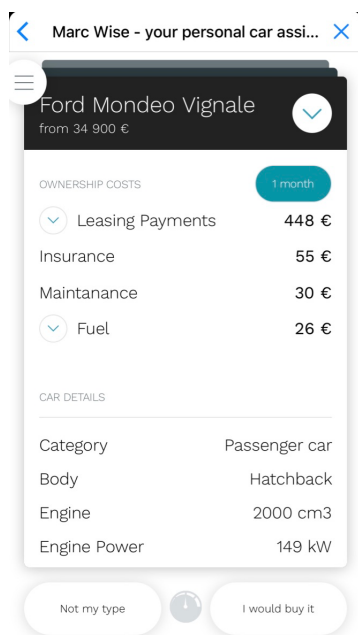 Marc Wise - your personal car assi...
Ford Mondeo Vignale
from 34 900 €
OWNERSHIP COSTS 1 month
Leasing Payments 448 €
Insurance 55 €
Maintanance 30 €
Fuel 26 €
CAR DETAILS
Category Passenger car
Body Hatchback
Engine 2000 cm3
Engine Power 149 kW
Not my type I would buy it